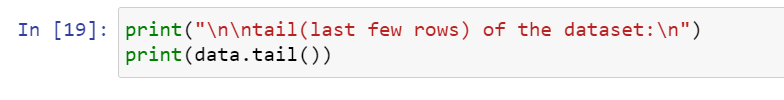 In [19]: print("\n\ntail(last few rows) of the dataset:\n")
print(data.tail())